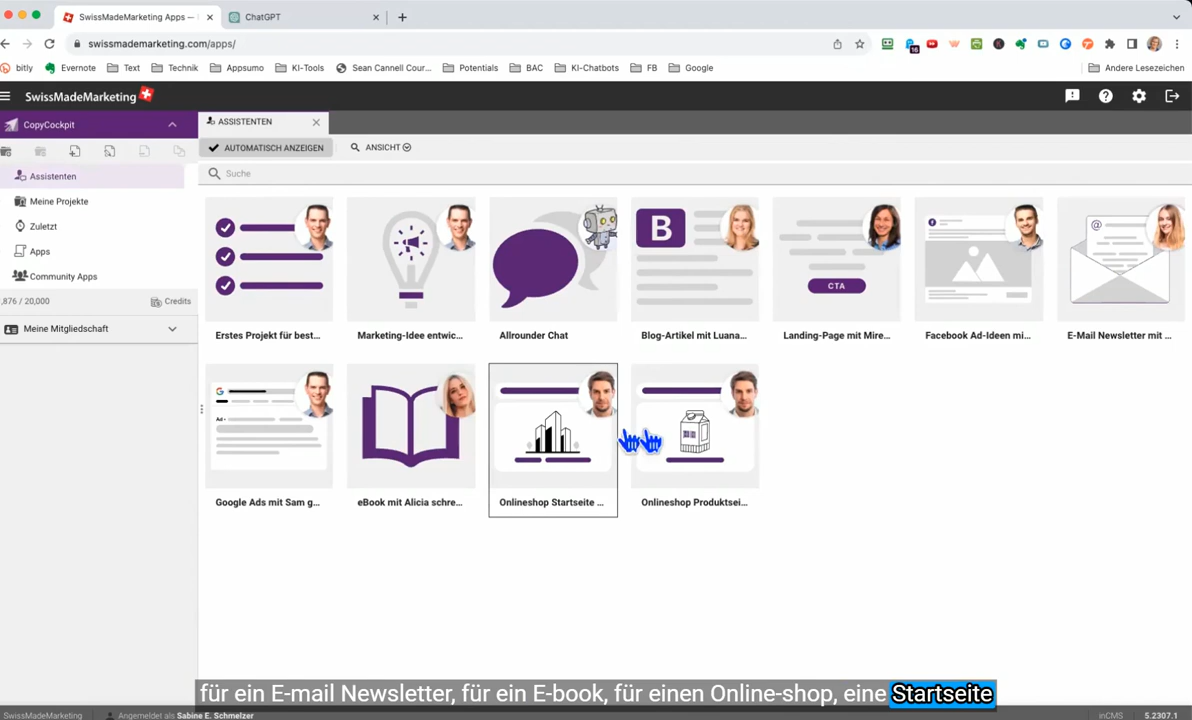 SwissMadeMarketing Apps —
ChatGPT
swissmademarketing.com/apps/
16
bitly
Evernote
Text
Technik
Appsumo
KI-Tools
Sean Cannell Cour...
Potentials
BAC
KI-Chatbots
FB
Google
Andere Lesezeichen
SwissMadeMarketing
CopyCockpit
ASSISTENTEN
AUTOMATISCH ANZEIGEN
ANSICHT
Suche
Assistenten
Meine Projekte
Zuletzt
Apps
Community Apps
,876 / 20,000
Credits
Meine Mitgliedschaft
B
CTA
@
Erstes Projekt für best...
Marketing-Idee entwic...
Allrounder Chat
Blog-Artikel mit Luana...
Landing-Page mit Mire...
Facebook Ad-Ideen mi...
E-Mail Newsletter mit ...
G
Ad •
Google Ads mit Sam g...
eBook mit Alicia schre...
Onlineshop Startseite ...
Onlineshop Produktsei...
für ein E-mail Newsletter, für ein E-book, für einen Online-shop, eine Startseite
SwissMadeMarketing
Angemeldet als Sabine E. Schmelzer
inCMS
5.2307.1